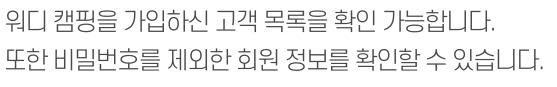 워디 캠핑을 가입하신 고객 목록을 확인 가능합니다.
또한 비밀번호를 제외한 회원 정보를 확인할 수 있습니다.